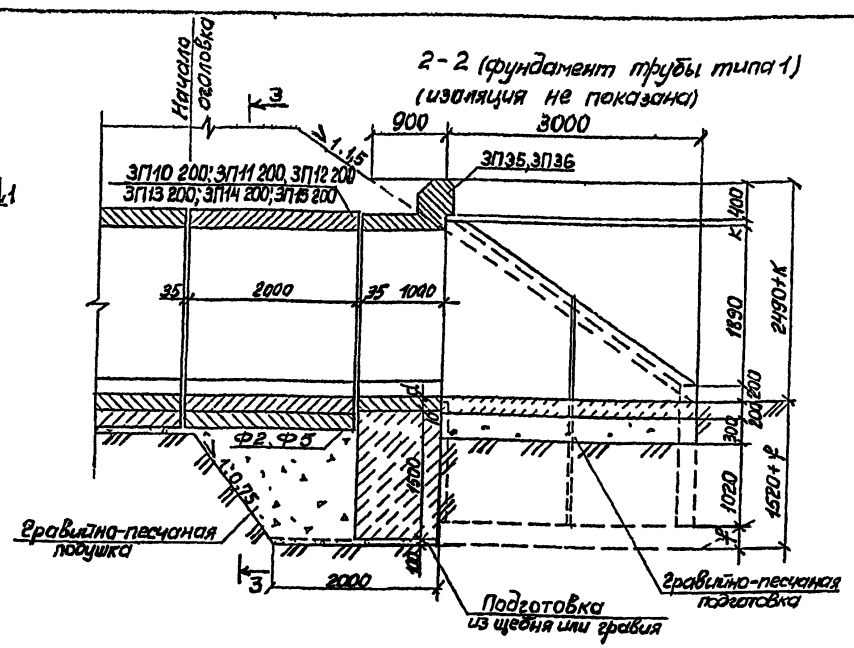 2-2 (фундамент трубы типа 1)
(изоляция не показана)
Начало
оголовка
3
900
3000
1:1,5
ЗП10 200; ЗП11 200, ЗП12 200
ЗП13 200; ЗП14 200; ЗП15 200
ЗП35, ЗП36
400
К
35
2000
35
1000
1890
2490+К
200
200
300
d
Ф2, Ф5
1500
1:0,75
1020
1520+φ
φ
Гравийно-песчаная
подушка
100
3
2000
Подготовка
из щебня или гравия
Гравийно-песчаная
подготовка